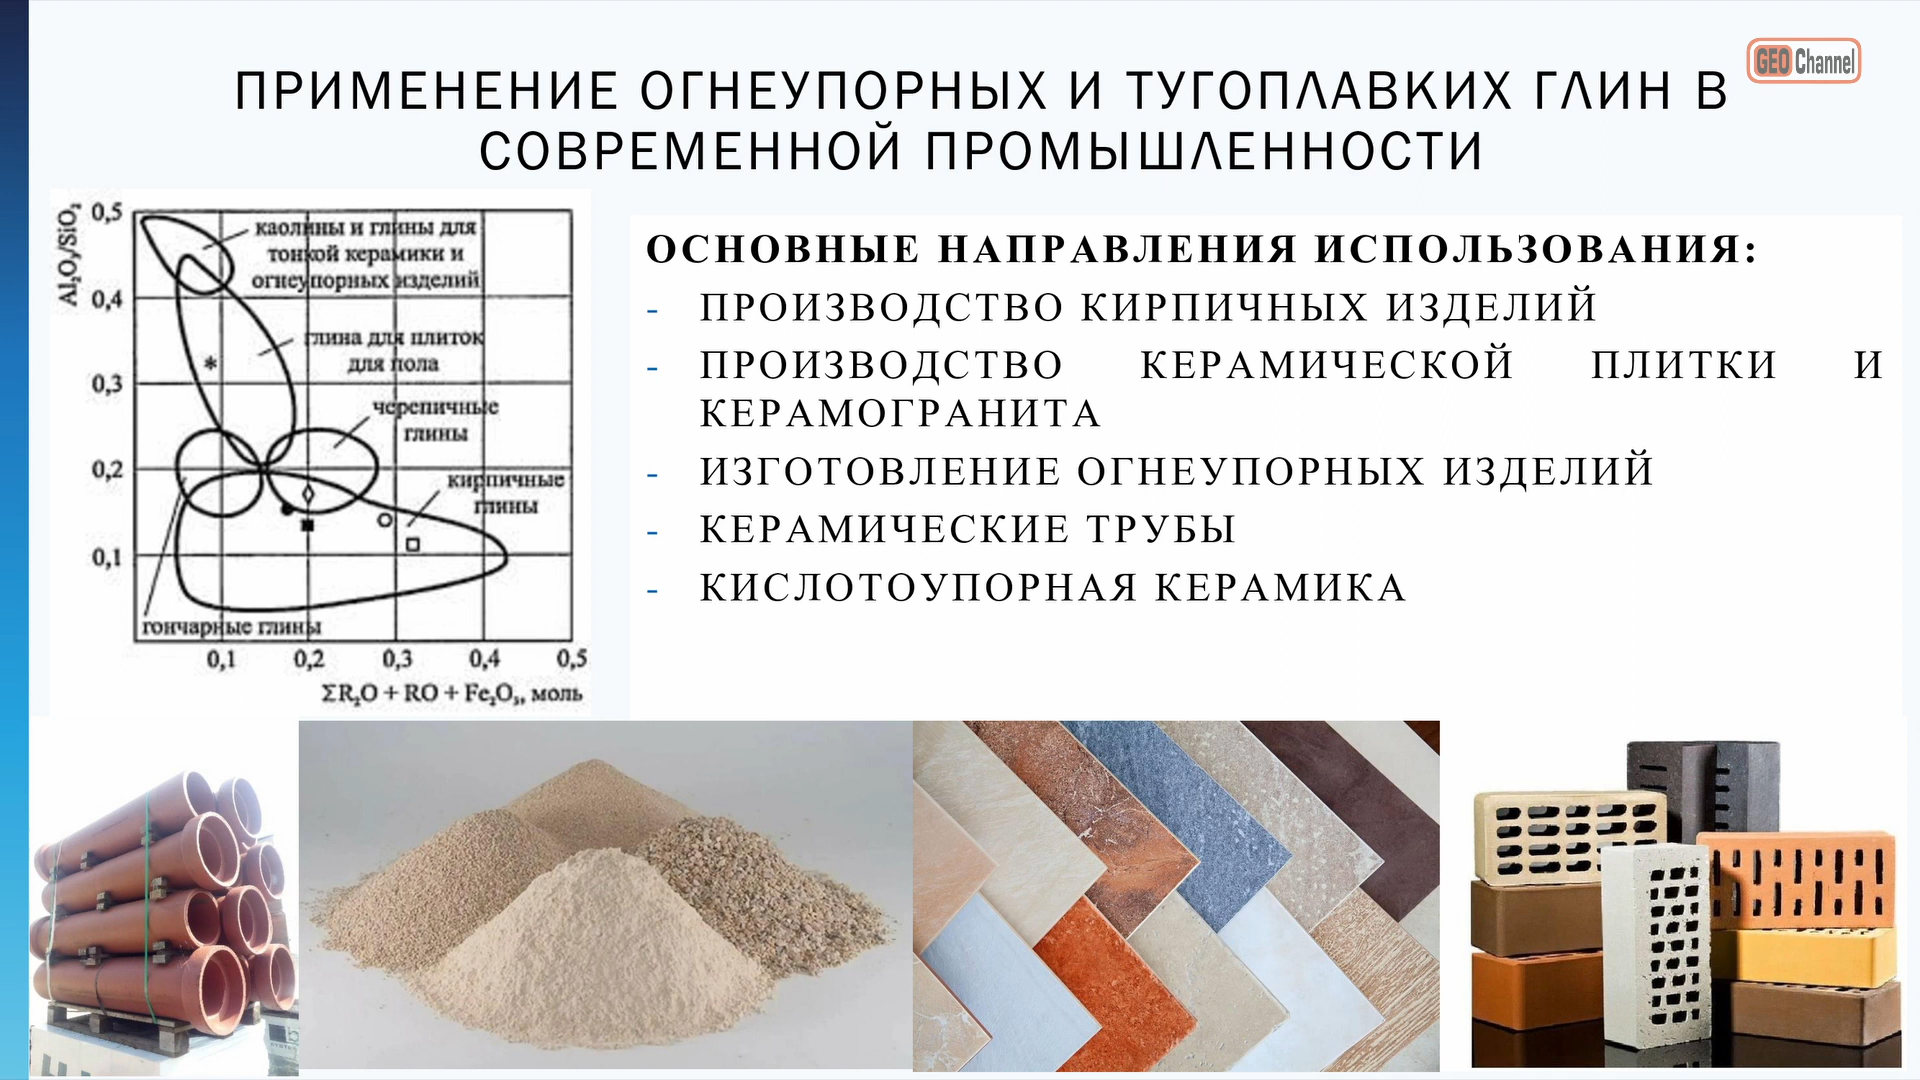 GEO Channel
ПРИМЕНЕНИЕ ОГНЕУПОРНЫХ И ТУГОПЛАВКИХ ГЛИН В
СОВРЕМЕННОЙ ПРОМЫШЛЕННОСТИ
Al₂O₃/SiO₂
0,5
0,4
0,3
0,2
0,1
каолины и глины для
тонкой керамики и
огнеупорных изделий
глина для плиток
для пола
черепичные
глины
кирпичные
глины
гончарные глины
0,1 0,2 0,3 0,4 0,5
ΣR₂O + RO + Fe₂O₃, моль
ОСНОВНЫЕ НАПРАВЛЕНИЯ ИСПОЛЬЗОВАНИЯ:
- ПРОИЗВОДСТВО КИРПИЧНЫХ ИЗДЕЛИЙ
- ПРОИЗВОДСТВО КЕРАМИЧЕСКОЙ ПЛИТКИ И
КЕРАМОГРАНИТА
- ИЗГОТОВЛЕНИЕ ОГНЕУПОРНЫХ ИЗДЕЛИЙ
- КЕРАМИЧЕСКИЕ ТРУБЫ
- КИСЛОТОУПОРНАЯ КЕРАМИКА